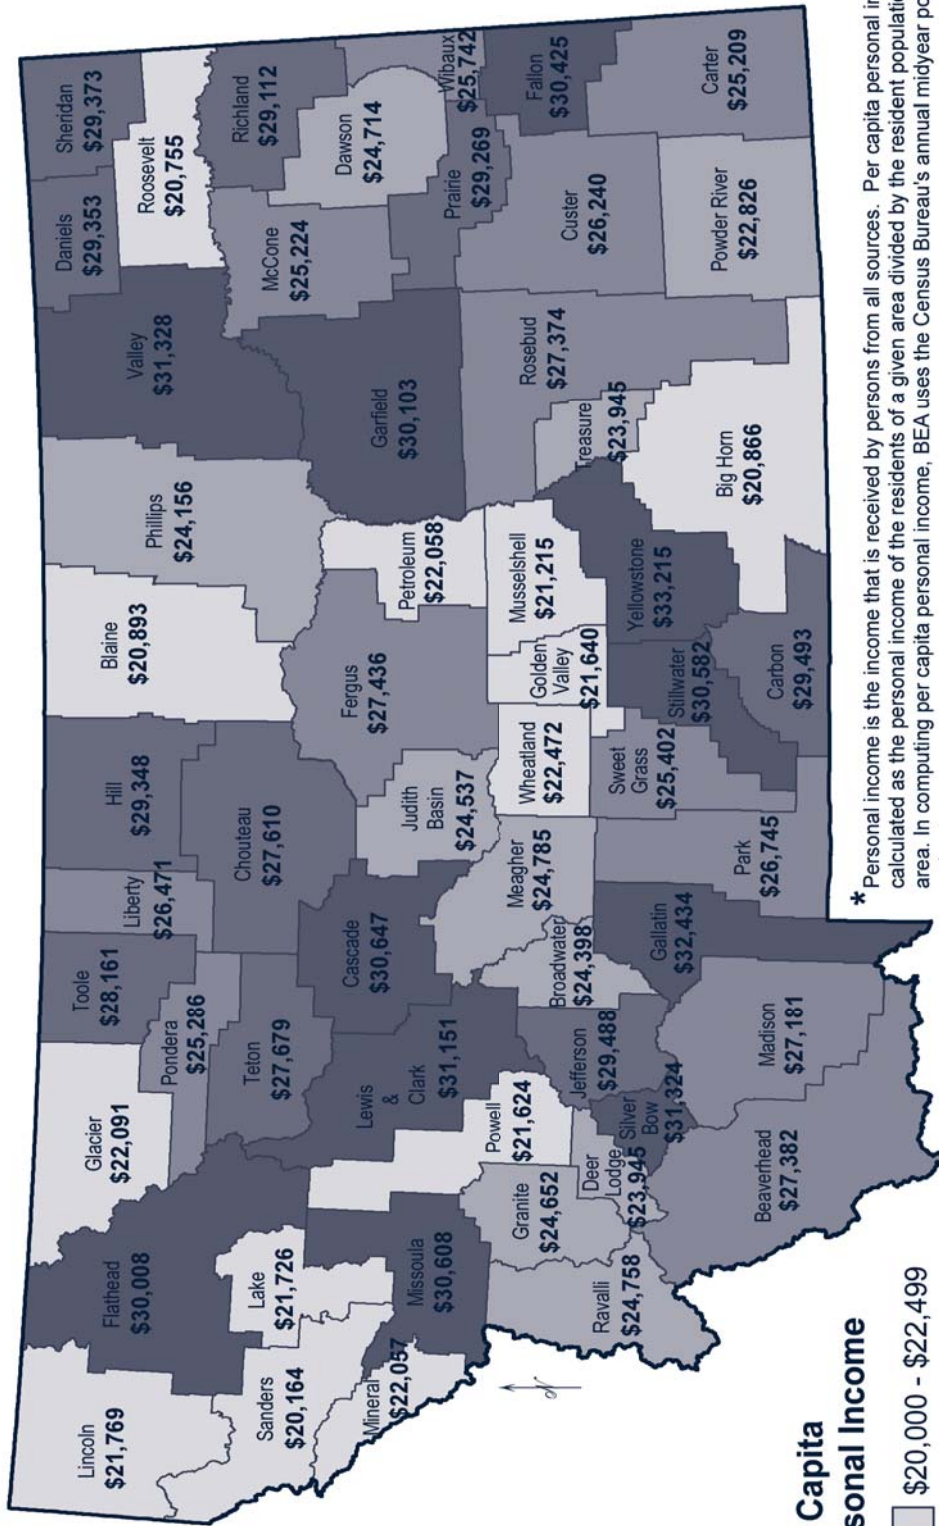 Lincoln
$21,769
Flathead
$30,008
Glacier
$22,091
Toole
$28,161
Liberty
$26,471
Hill
$29,348
Blaine
$20,893
Phillips
$24,156
Valley
$31,328
Daniels
$29,353
Sheridan
$29,373
Roosevelt
$20,755
Pondera
$25,286
Teton
$27,679
Chouteau
$27,610
Sanders
$20,164
Lake
$21,726
Mineral
$22,057
Missoula
$30,608
Lewis
&
Clark
$31,151
Cascade
$30,647
Judith
Basin
$24,537
Fergus
$27,436
Petroleum
$22,058
Garfield
$30,103
McCone
$25,224
Richland
$29,112
Dawson
$24,714
Wibaux
$25,742
Prairie
$29,269
Powell
$21,624
Granite
$24,652
Ravalli
$24,758
Deer
Lodge
$23,945
Silver
Bow
$31,324
Jefferson
$29,488
Broadwater
$24,398
Meagher
$24,785
Wheatland
$22,472
Golden
Valley
$21,640
Musselshell
$21,215
Treasure
$23,945
Rosebud
$27,374
Custer
$26,240
Fallon
$30,425
Beaverhead
$27,382
Madison
$27,181
Gallatin
$32,434
Park
$26,745
Sweet
Grass
$25,402
Stillwater
$30,582
Yellowstone
$33,215
Carbon
$29,493
Big Horn
$20,866
Powder River
$22,826
Carter
$25,209
N
Capita
sonal Income
$20,000 - $22,499
* Personal income is the income that is received by persons from all sources. Per capita personal in
calculated as the personal income of the residents of a given area divided by the resident populatio
area. In computing per capita personal income, BEA uses the Census Bureau's annual midyear po